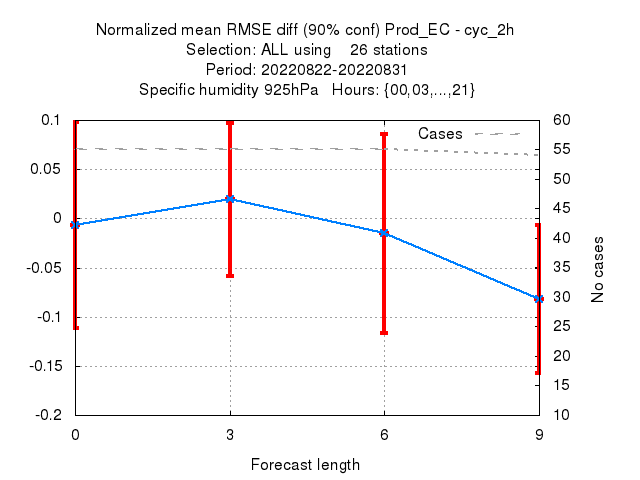 Normalized mean RMSE diff (90% conf) Prod_EC - cyc_2h
Selection: ALL using    26 stations
Period: 20220822-20220831
Specific humidity 925hPa   Hours: {00,03,...,21}
Cases
0.1
0.05
0
-0.05
-0.1
-0.15
-0.2
60
55
50
45
40
35
30
25
20
15
10
No cases
0 3 6 9
Forecast length